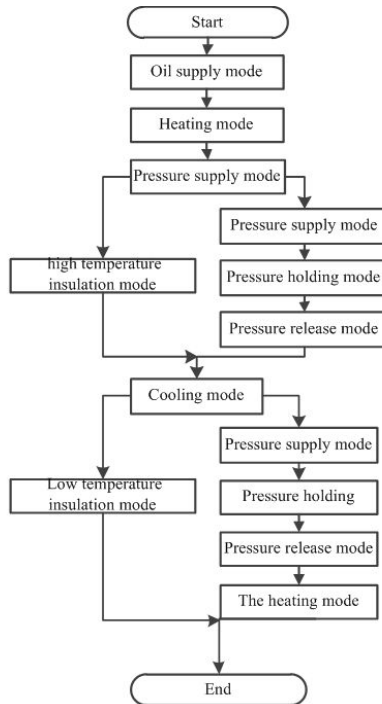 Start
Oil supply mode
Heating mode
Pressure supply mode
Pressure supply mode
high temperature
insulation mode
Pressure holding mode
Pressure release mode
Cooling mode
Pressure supply mode
Low temperature
insulation mode
Pressure holding
Pressure release mode
The heating mode
End